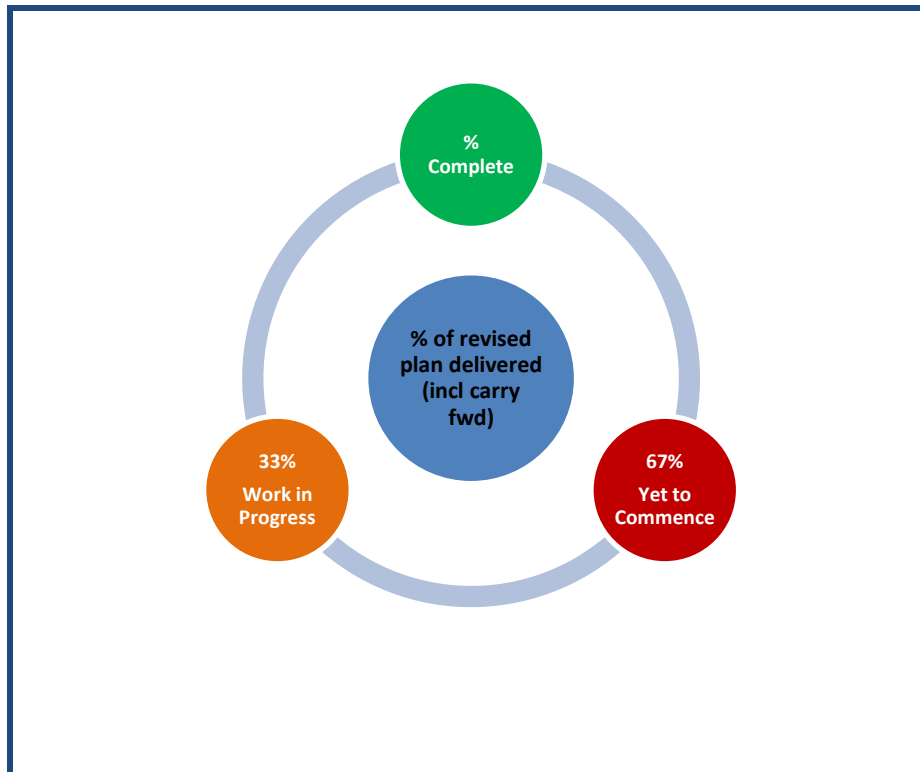 %
Complete
% of revised
plan delivered
(incl carry
fwd)
33%
Work in
Progress
67%
Yet to
Commence